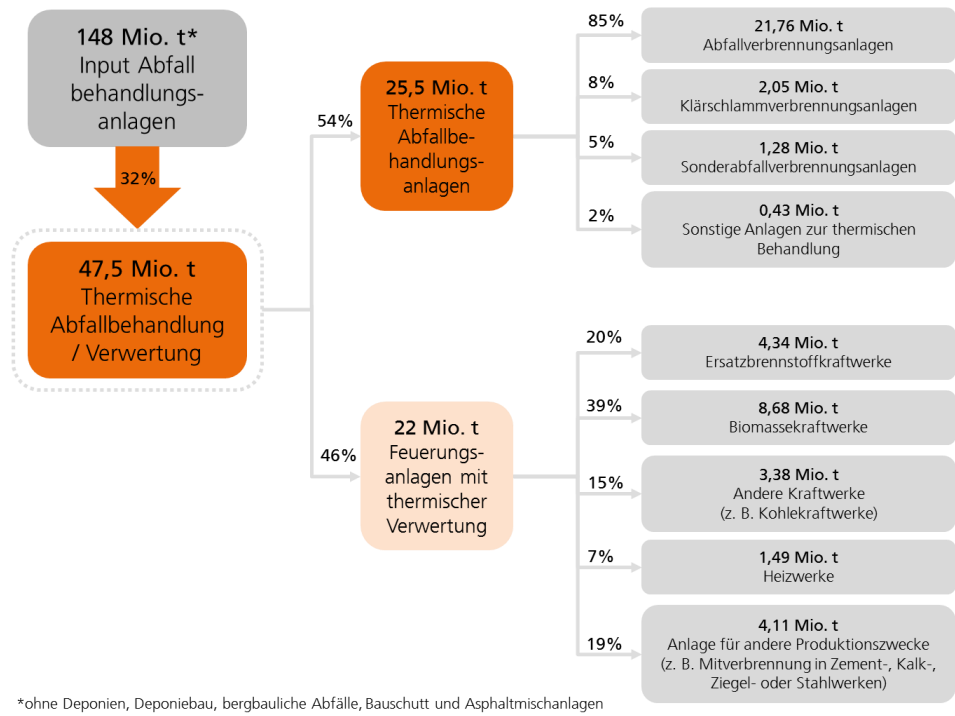 148 Mio. t*
Input Abfall
behandlungs-
anlagen
32%
47,5 Mio. t
Thermische
Abfallbehandlung
/ Verwertung
54%
25,5 Mio. t
Thermische
Abfallbe-
handlungs-
anlagen
85%
21,76 Mio. t
Abfallverbrennungsanlagen
8%
2,05 Mio. t
Klärschlammverbrennungsanlagen
5%
1,28 Mio. t
Sonderabfallverbrennungsanlagen
2%
0,43 Mio. t
Sonstige Anlagen zur thermischen
Behandlung
46%
22 Mio. t
Feuerungs-
anlagen mit
thermischer
Verwertung
20%
4,34 Mio. t
Ersatzbrennstoffkraftwerke
39%
8,68 Mio. t
Biomassekraftwerke
15%
3,38 Mio. t
Andere Kraftwerke
(z. B. Kohlekraftwerke)
7%
1,49 Mio. t
Heizwerke
19%
4,11 Mio. t
Anlage für andere Produktionszwecke
(z. B. Mitverbrennung in Zement-, Kalk-,
Ziegel- oder Stahlwerken)
*ohne Deponien, Deponiebau, bergbauliche Abfälle, Bauschutt und Asphaltmischanlagen